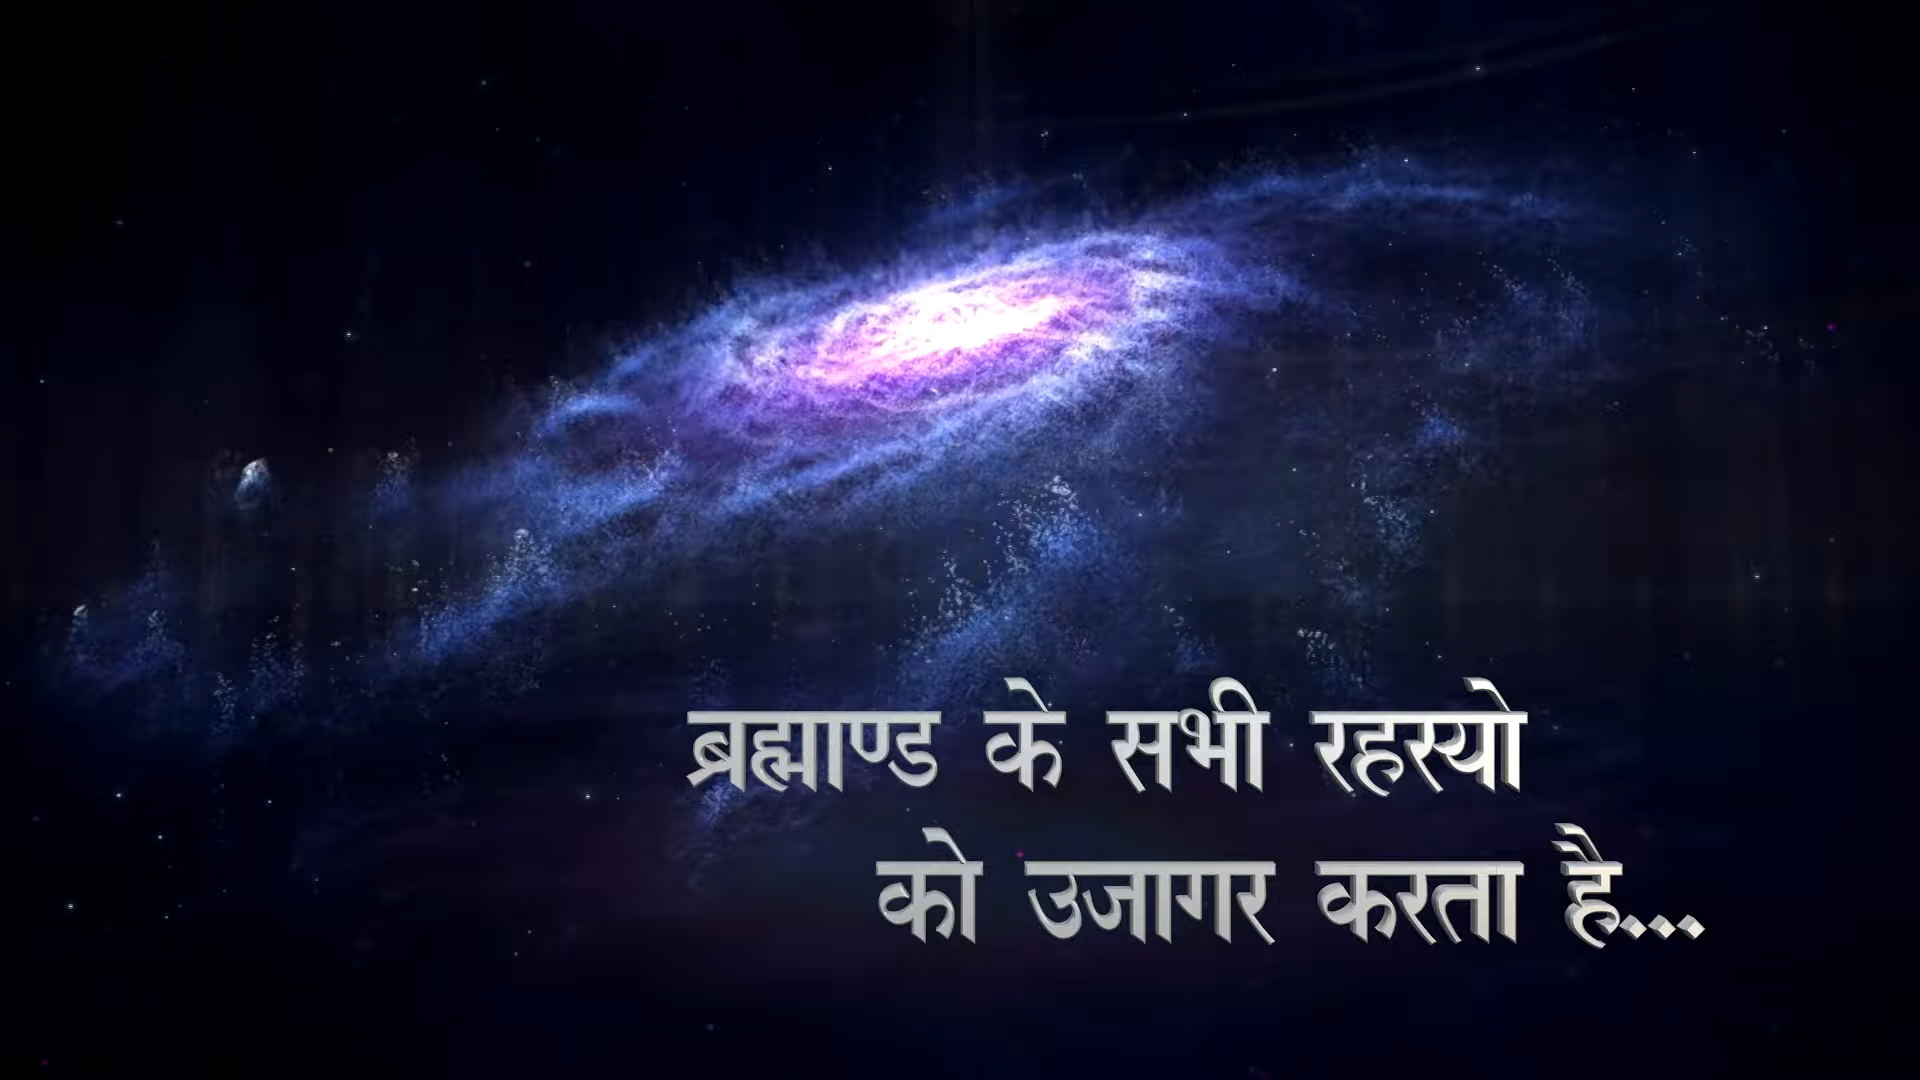 ब्रह्माण्ड के सभी रहस्यो
को उजागर करता है...